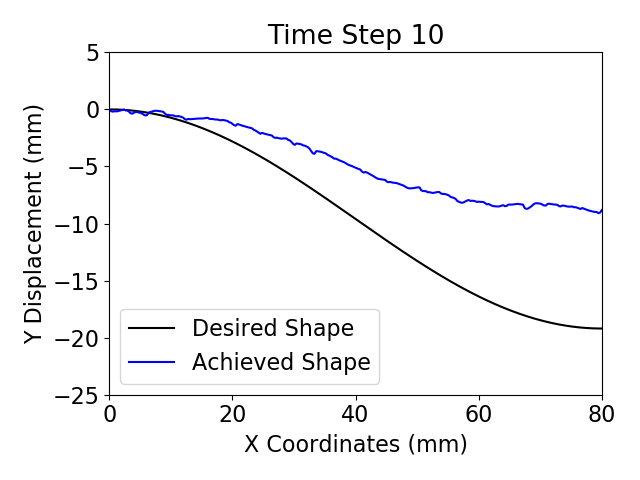 Time Step 10
Y Displacement (mm)
5
0
−5
−10
−15
−20
−25
Desired Shape
Achieved Shape
0 20 40 60 80
X Coordinates (mm)